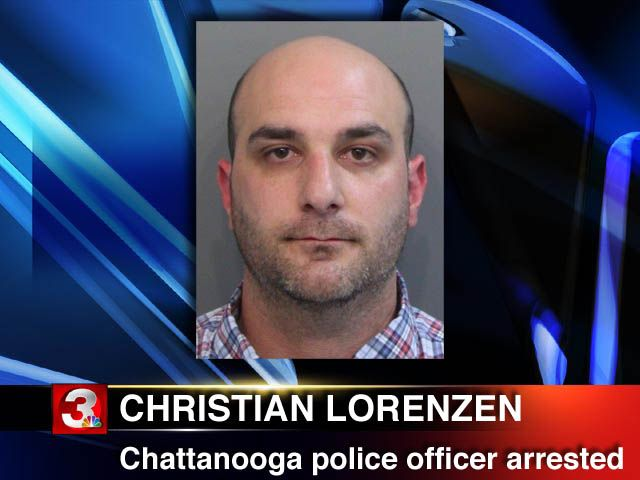 3
CHRISTIAN LORENZEN
Chattanooga police officer arrested